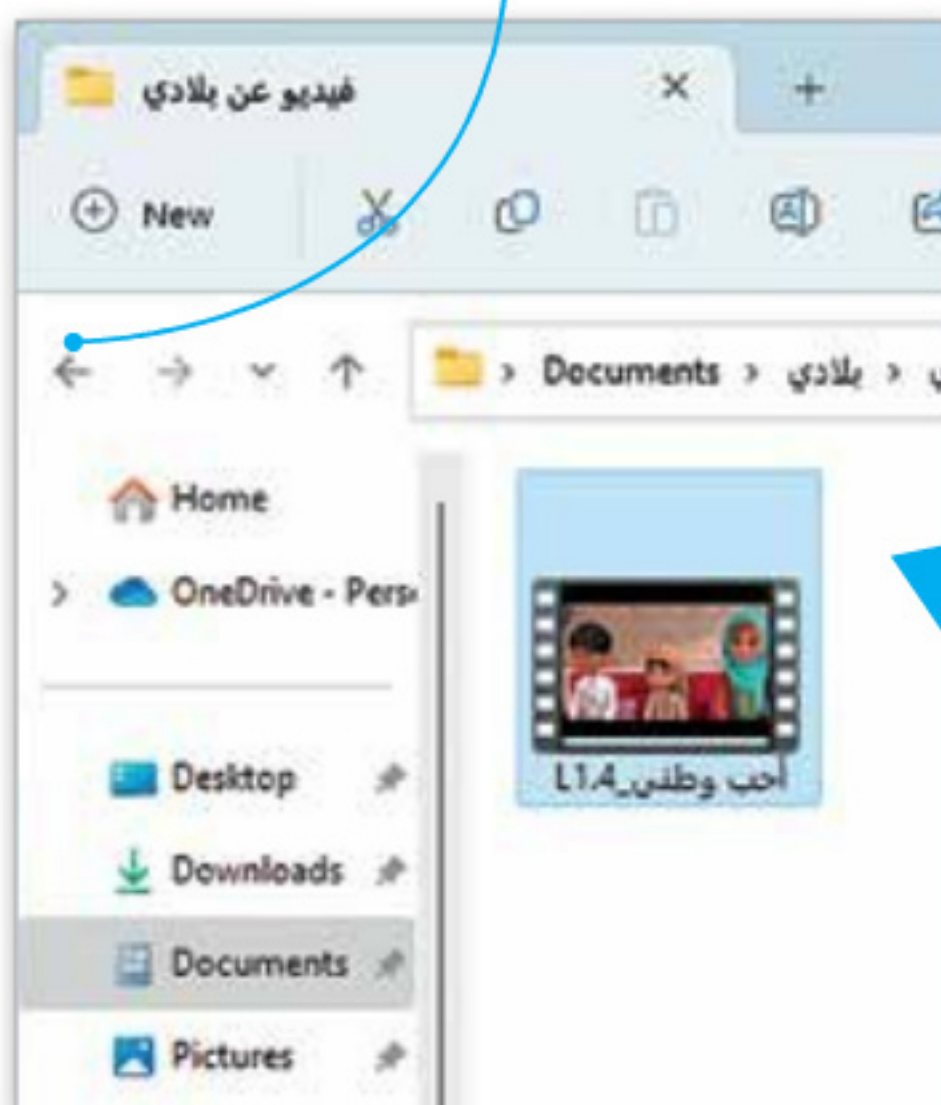 فيديو عن بلادي
New
Documents > بلادي >
Home
OneDrive - Pers
Desktop
Downloads
Documents
Pictures
أحب وطني_L1.4